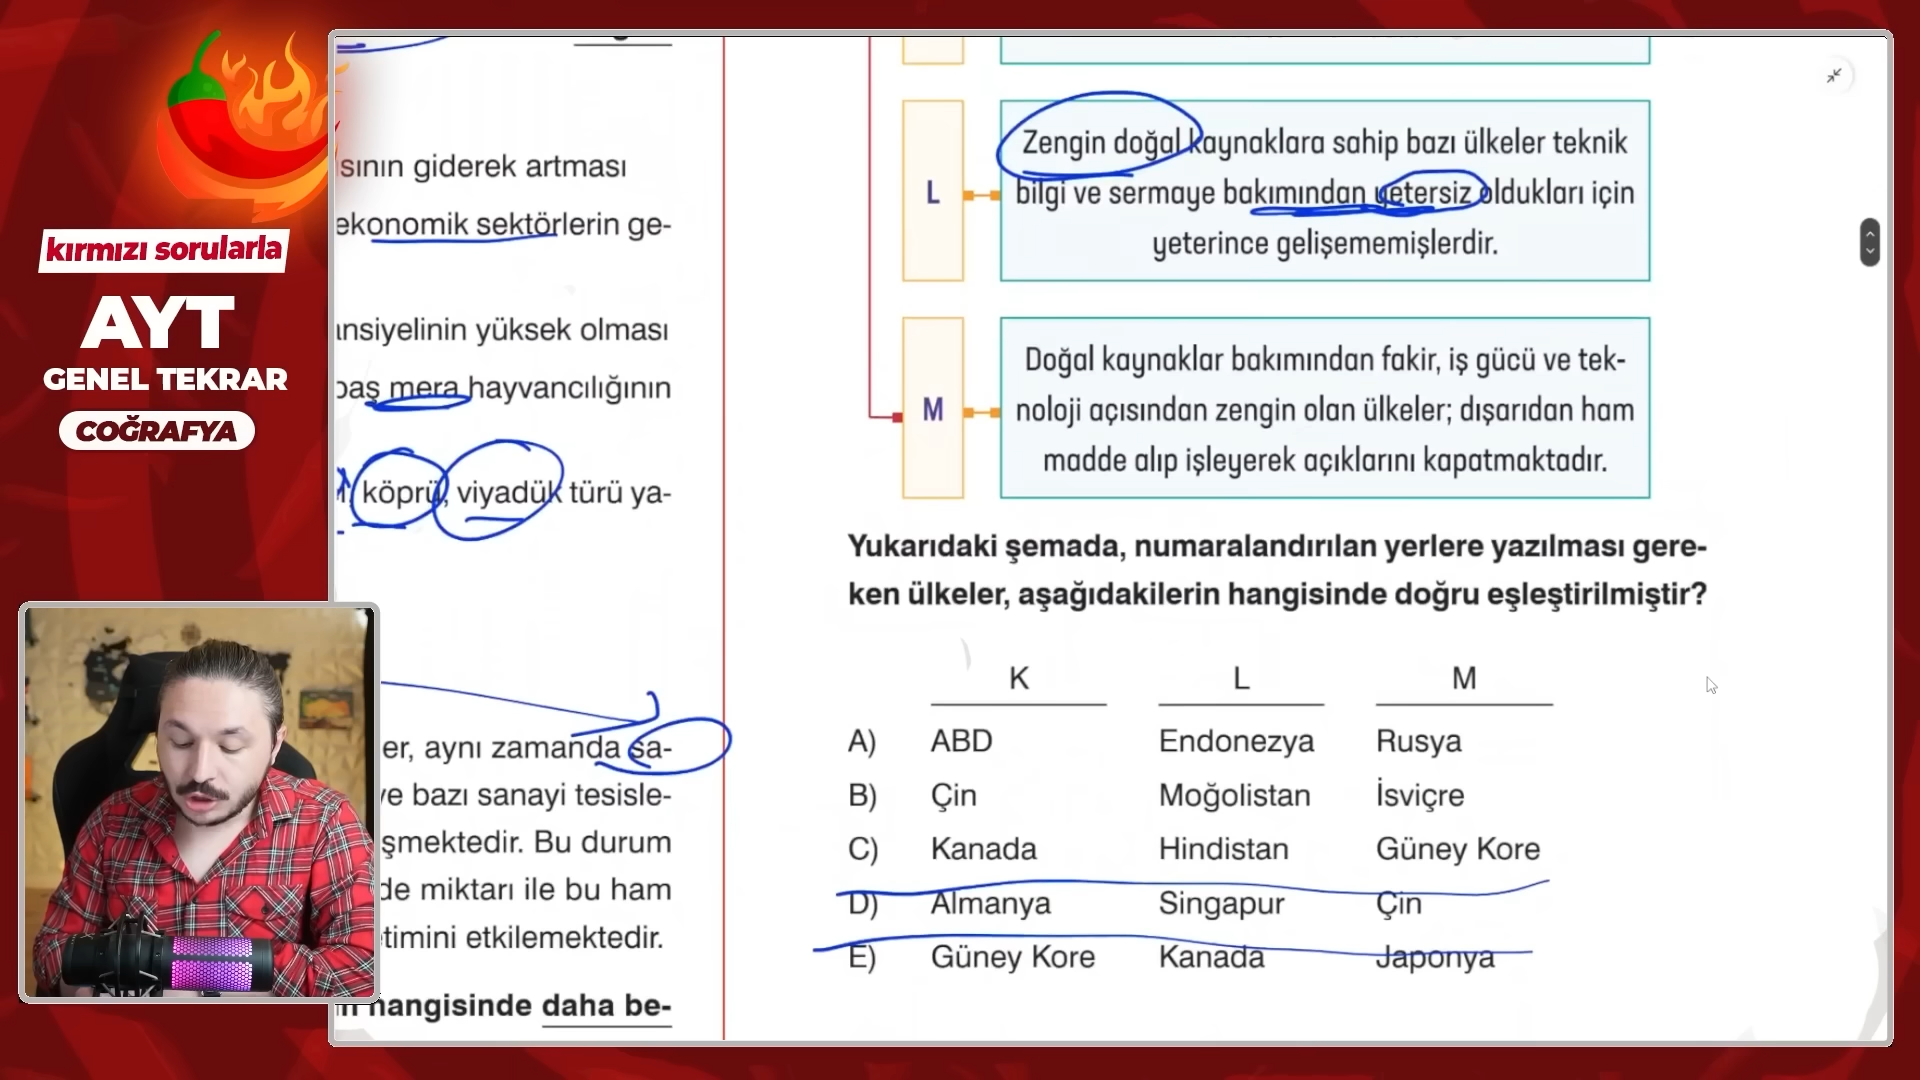 kırmızı sorularla
AYT
GENEL TEKRAR
COĞRAFYA
sının giderek artması
ekonomik sektörlerin ge-
ansiyelinin yüksek olması
baş mera hayvancılığının
köprü, viyadük türü ya-
er, aynı zamanda sa-
ve bazı sanayi tesisle-
şmektedir. Bu durum
de miktarı ile bu ham
timini etkilemektedir.
hangisinde daha be-
L
Zengin doğal kaynaklara sahip bazı ülkeler teknik
bilgi ve sermaye bakımından yetersiz oldukları için
yeterince gelişememişlerdir.
M
Doğal kaynaklar bakımından fakir, iş gücü ve tek-
noloji açısından zengin olan ülkeler; dışarıdan ham
madde alıp işleyerek açıklarını kapatmaktadır.
Yukarıdaki şemada, numaralandırılan yerlere yazılması gere-
ken ülkeler, aşağıdakilerin hangisinde doğru eşleştirilmiştir?
K L M
A) ABD Endonezya Rusya
B) Çin Moğolistan İsviçre
C) Kanada Hindistan Güney Kore
D) Almanya Singapur Çin
E) Güney Kore Kanada Japonya